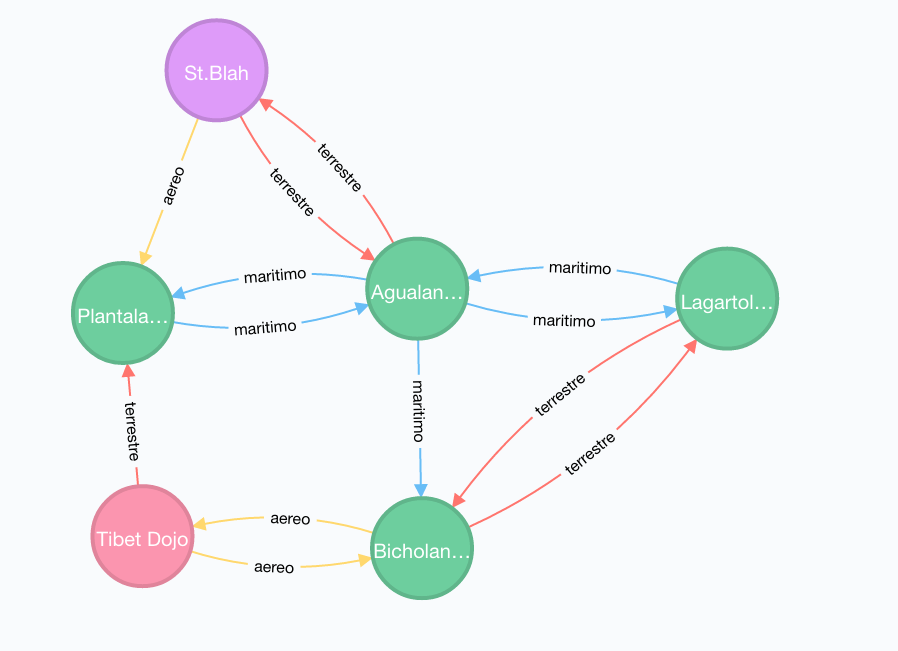 St.Blah
aereo
terrestre
terrestre
maritimo
maritimo
Plantala...
Agualan...
maritimo
maritimo
Lagartol...
terrestre
maritimo
terrestre
terrestre
Tibet Dojo
aereo
aereo
Bicholan...